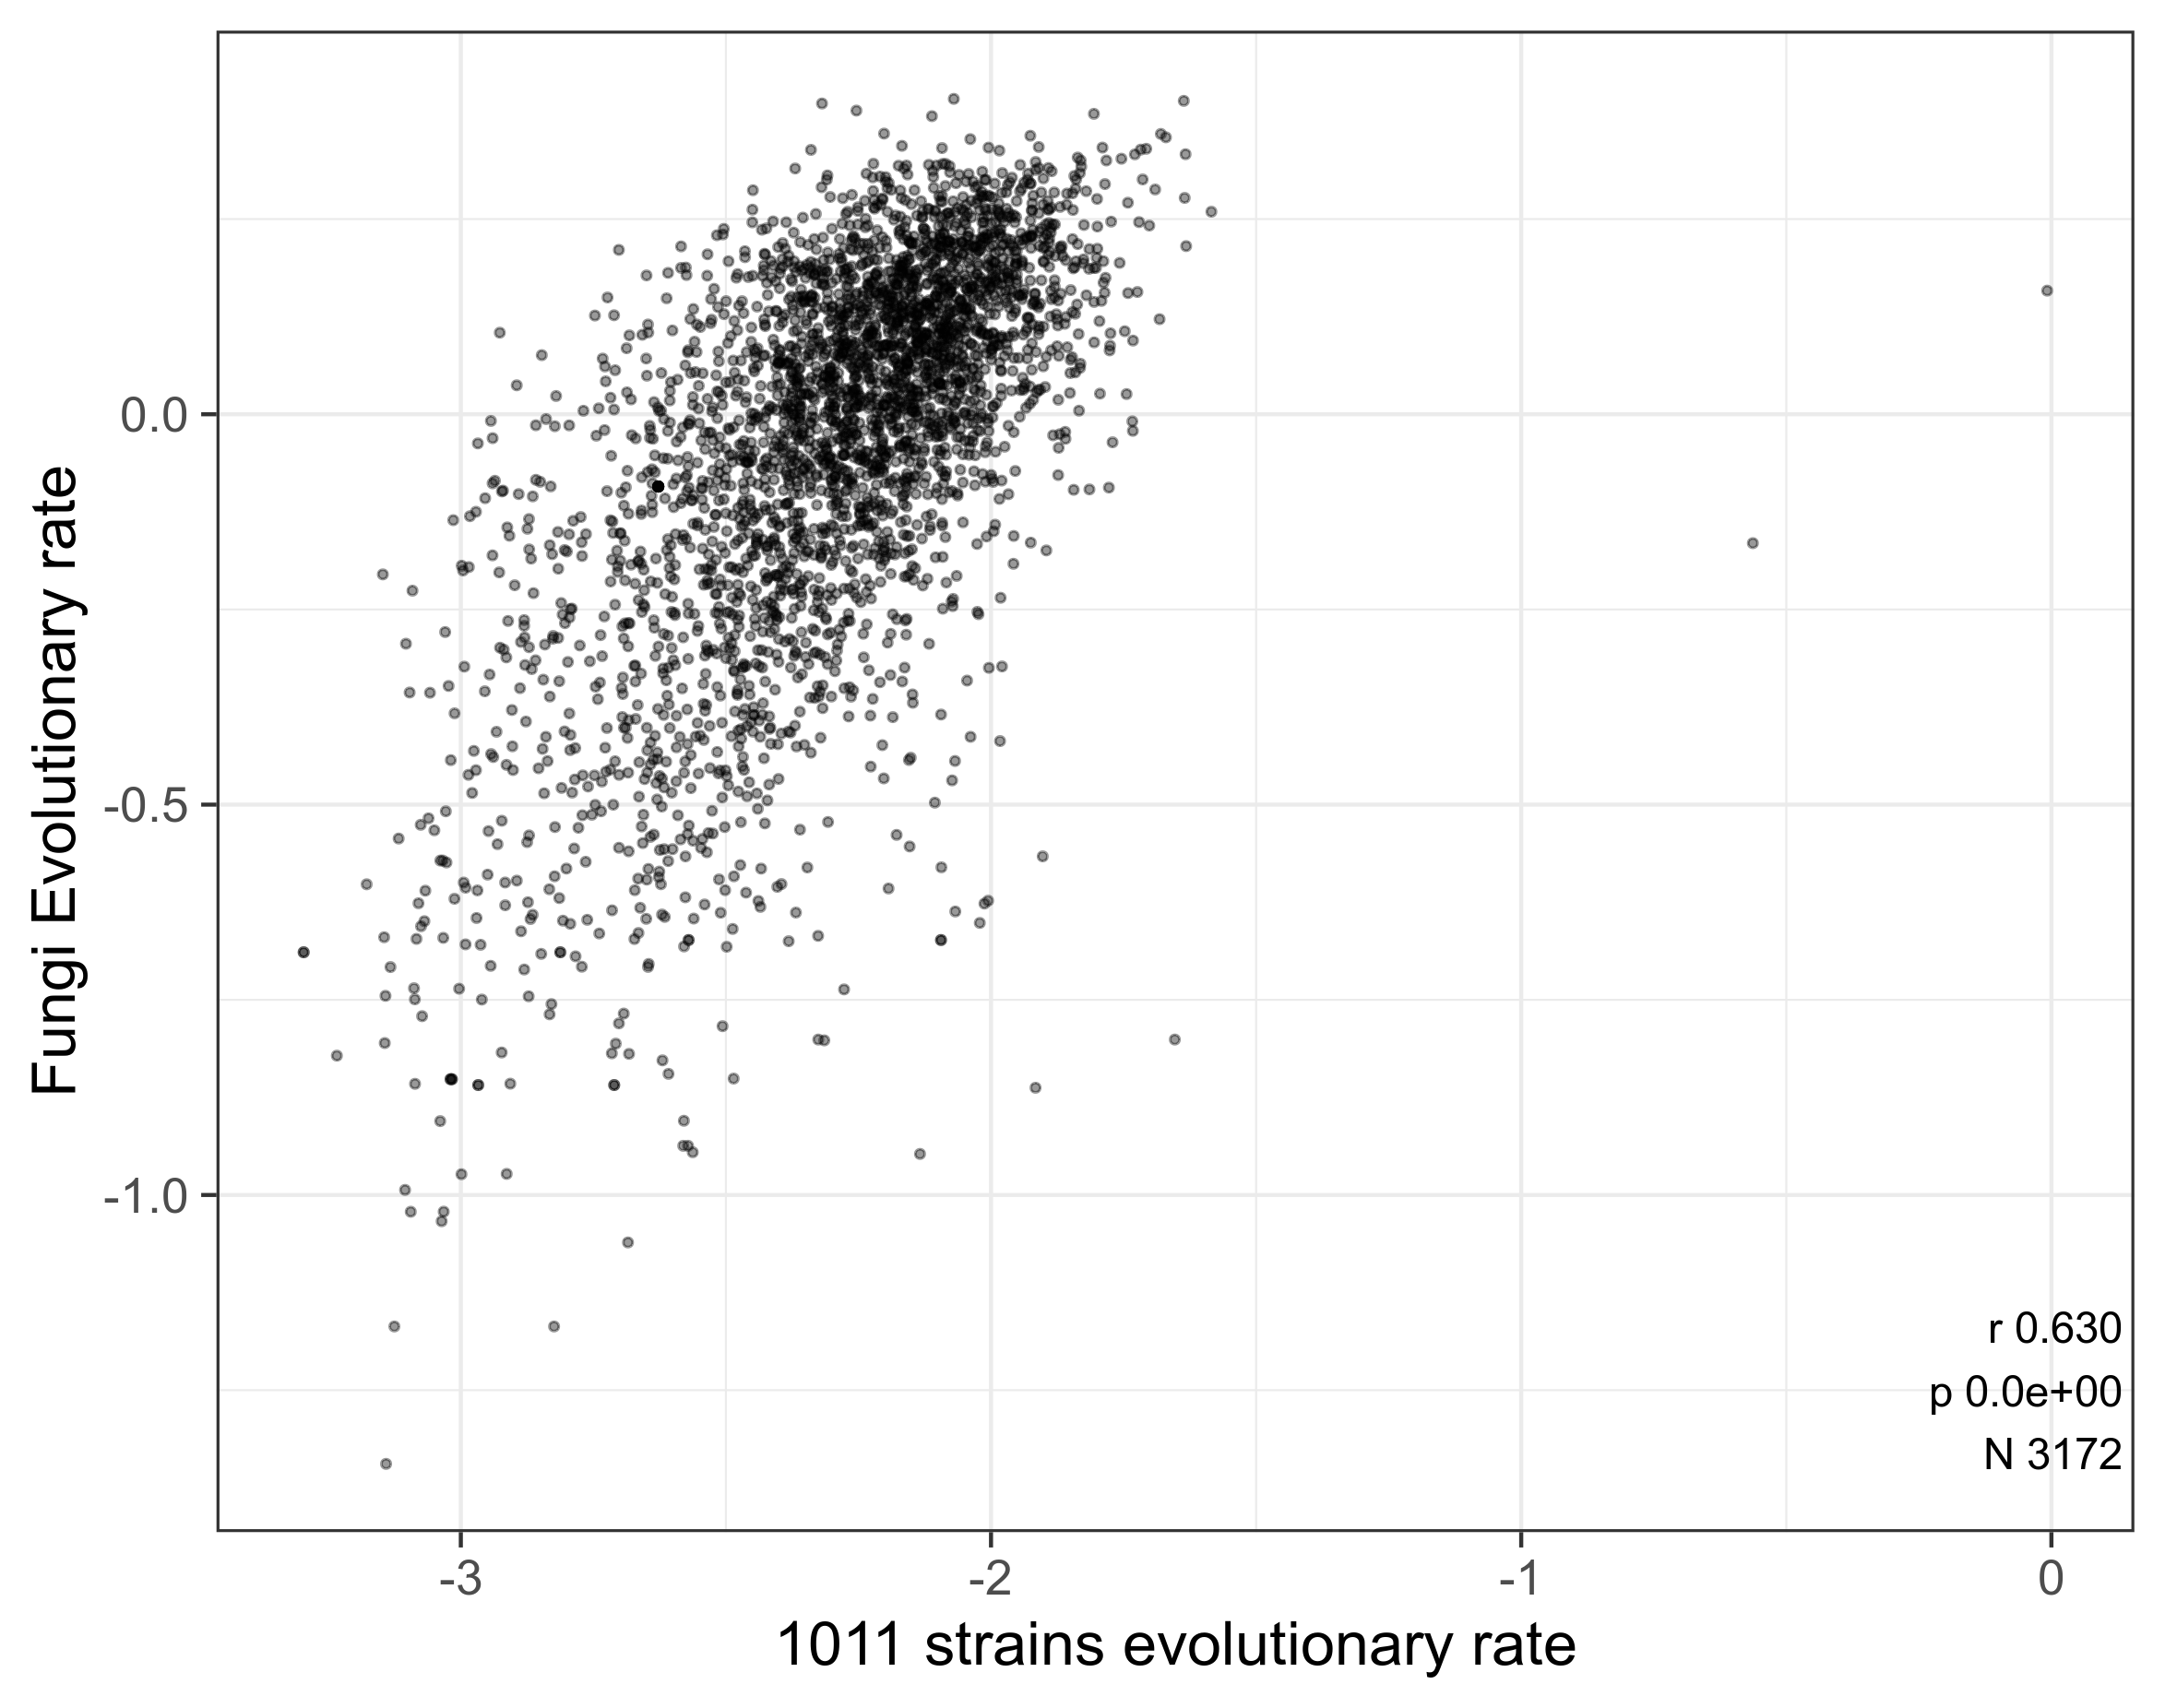 Fungi Evolutionary rate
0.0
-0.5
-1.0
r 0.630
p 0.0e+00
N 3172
-3
-2
-1
0
1011 strains evolutionary rate